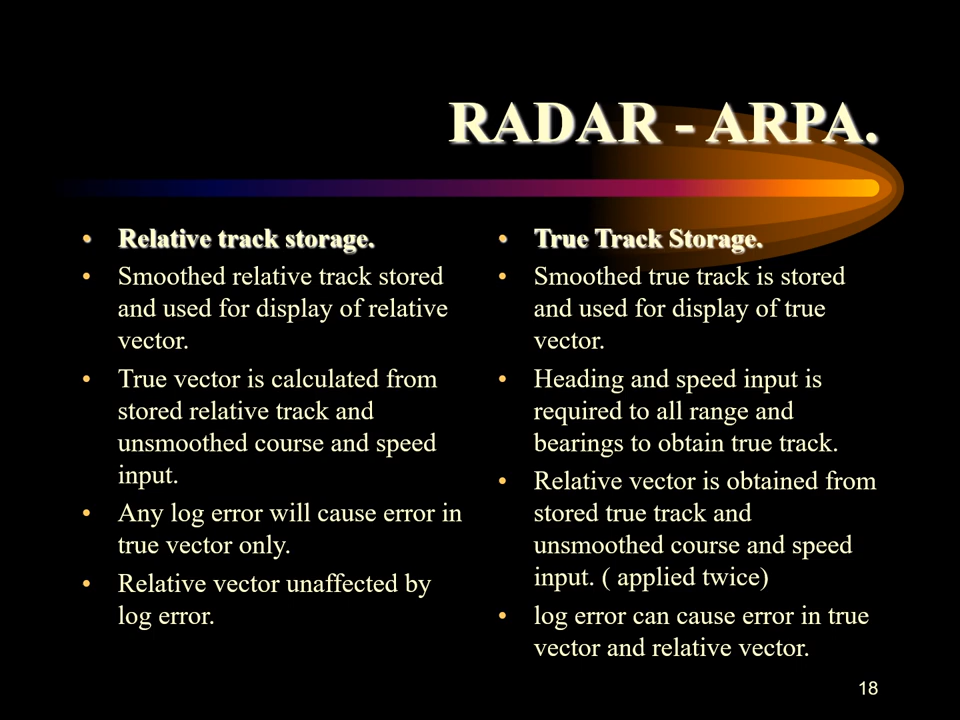 RADAR - ARPA.
• Relative track storage.
• Smoothed relative track stored
and used for display of relative
vector.
• True vector is calculated from
stored relative track and
unsmoothed course and speed
input.
• Any log error will cause error in
true vector only.
• Relative vector unaffected by
log error.
• True Track Storage.
• Smoothed true track is stored
and used for display of true
vector.
• Heading and speed input is
required to all range and
bearings to obtain true track.
• Relative vector is obtained from
stored true track and
unsmoothed course and speed
input. ( applied twice)
• log error can cause error in true
vector and relative vector.
18